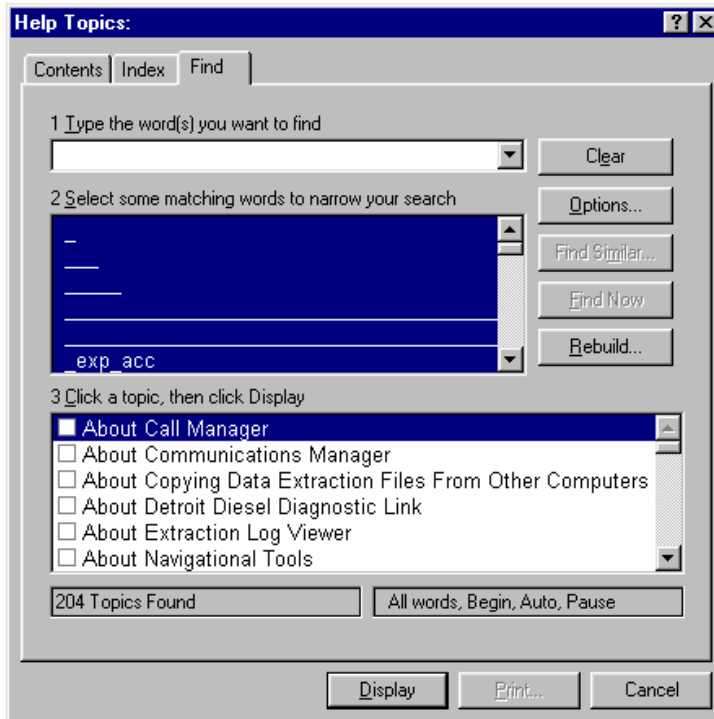 Help Topics:
Contents Index Find
1 Type the word(s) you want to find
Clear
2 Select some matching words to narrow your search
Options...
_
___
_____
Find Similar...
Find Now
_exp_acc
Rebuild...
3 Click a topic, then click Display
About Call Manager
About Communications Manager
About Copying Data Extraction Files From Other Computers
About Detroit Diesel Diagnostic Link
About Extraction Log Viewer
About Navigational Tools
204 Topics Found
All words, Begin, Auto, Pause
Display Print... Cancel